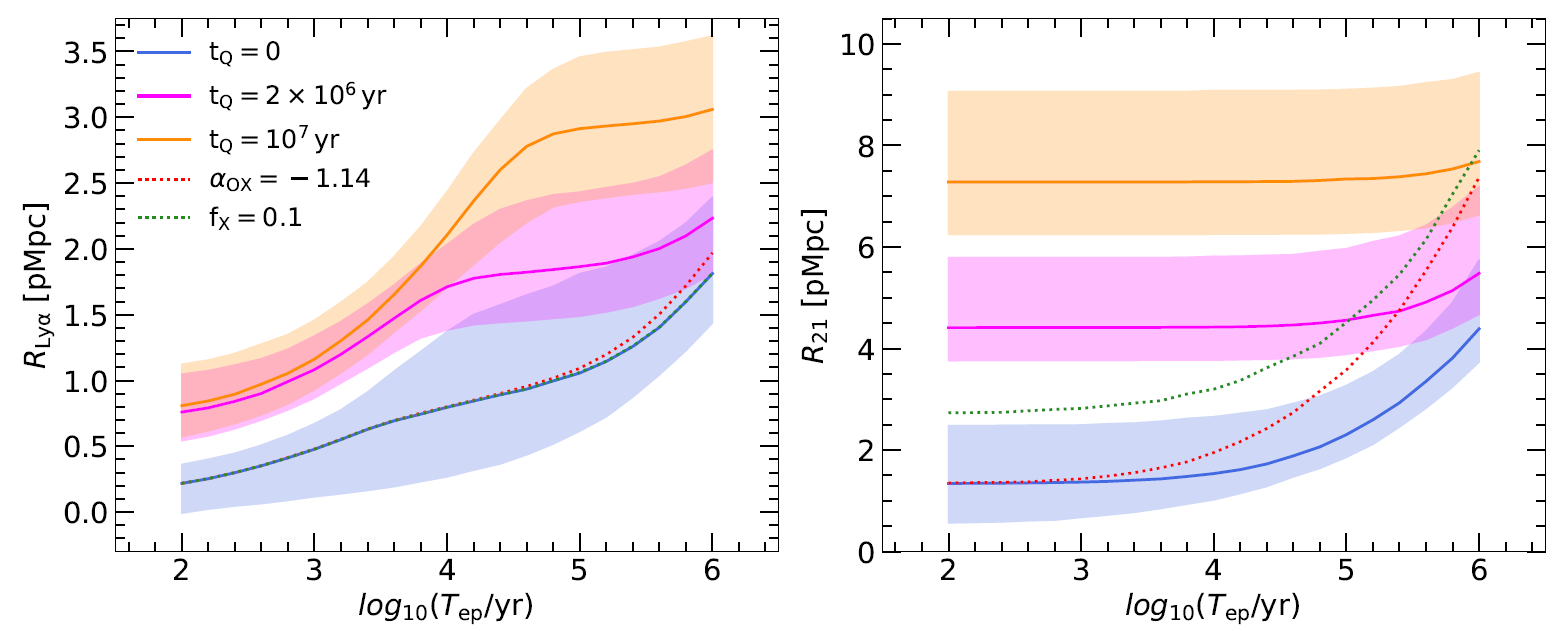 R_Lyα [pMpc]
3.5
3.0
2.5
2.0
1.5
1.0
0.5
0.0
t_Q = 0
t_Q = 2 × 10^6 yr
t_Q = 10^7 yr
α_OX = −1.14
f_X = 0.1
2 3 4 5 6
log_10(T_ep/yr)
R_21 [pMpc]
10
8
6
4
2
0
2 3 4 5 6
log_10(T_ep/yr)